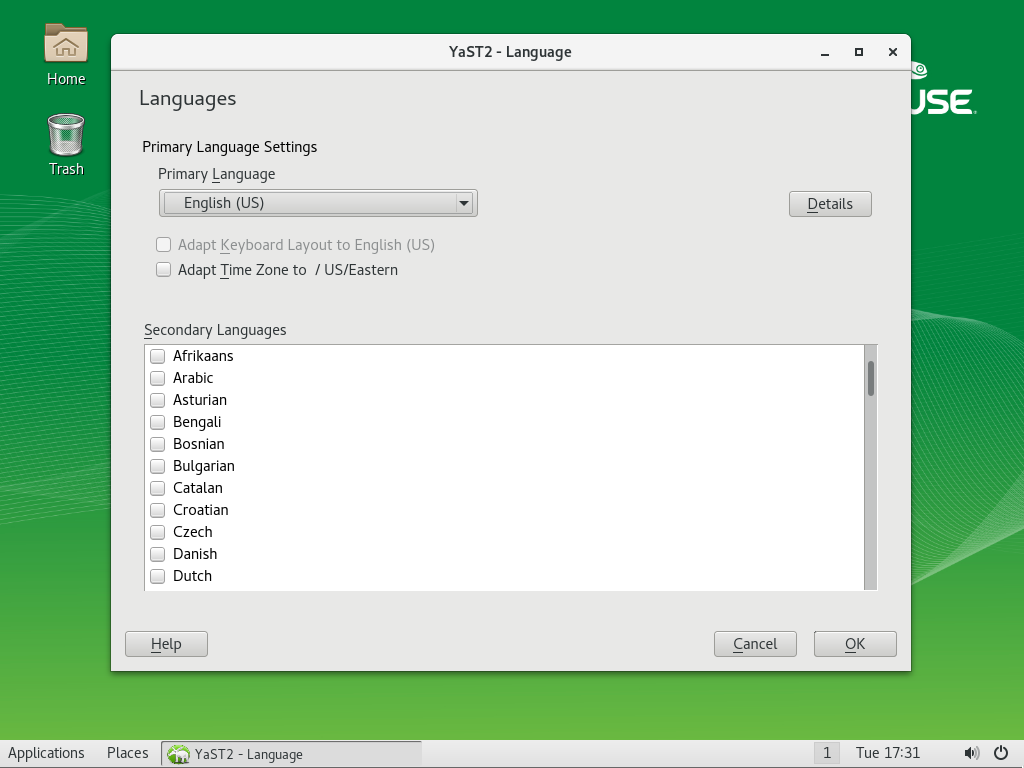 Home
Trash
YaST2 - Language
USE
Languages
Primary Language Settings
Primary Language
English (US)
Details
Adapt Keyboard Layout to English (US)
Adapt Time Zone to  / US/Eastern
Secondary Languages
Afrikaans
Arabic
Asturian
Bengali
Bosnian
Bulgarian
Catalan
Croatian
Czech
Danish
Dutch
Help
Cancel
OK
Applications
Places
YaST2 - Language
1
Tue 17:31